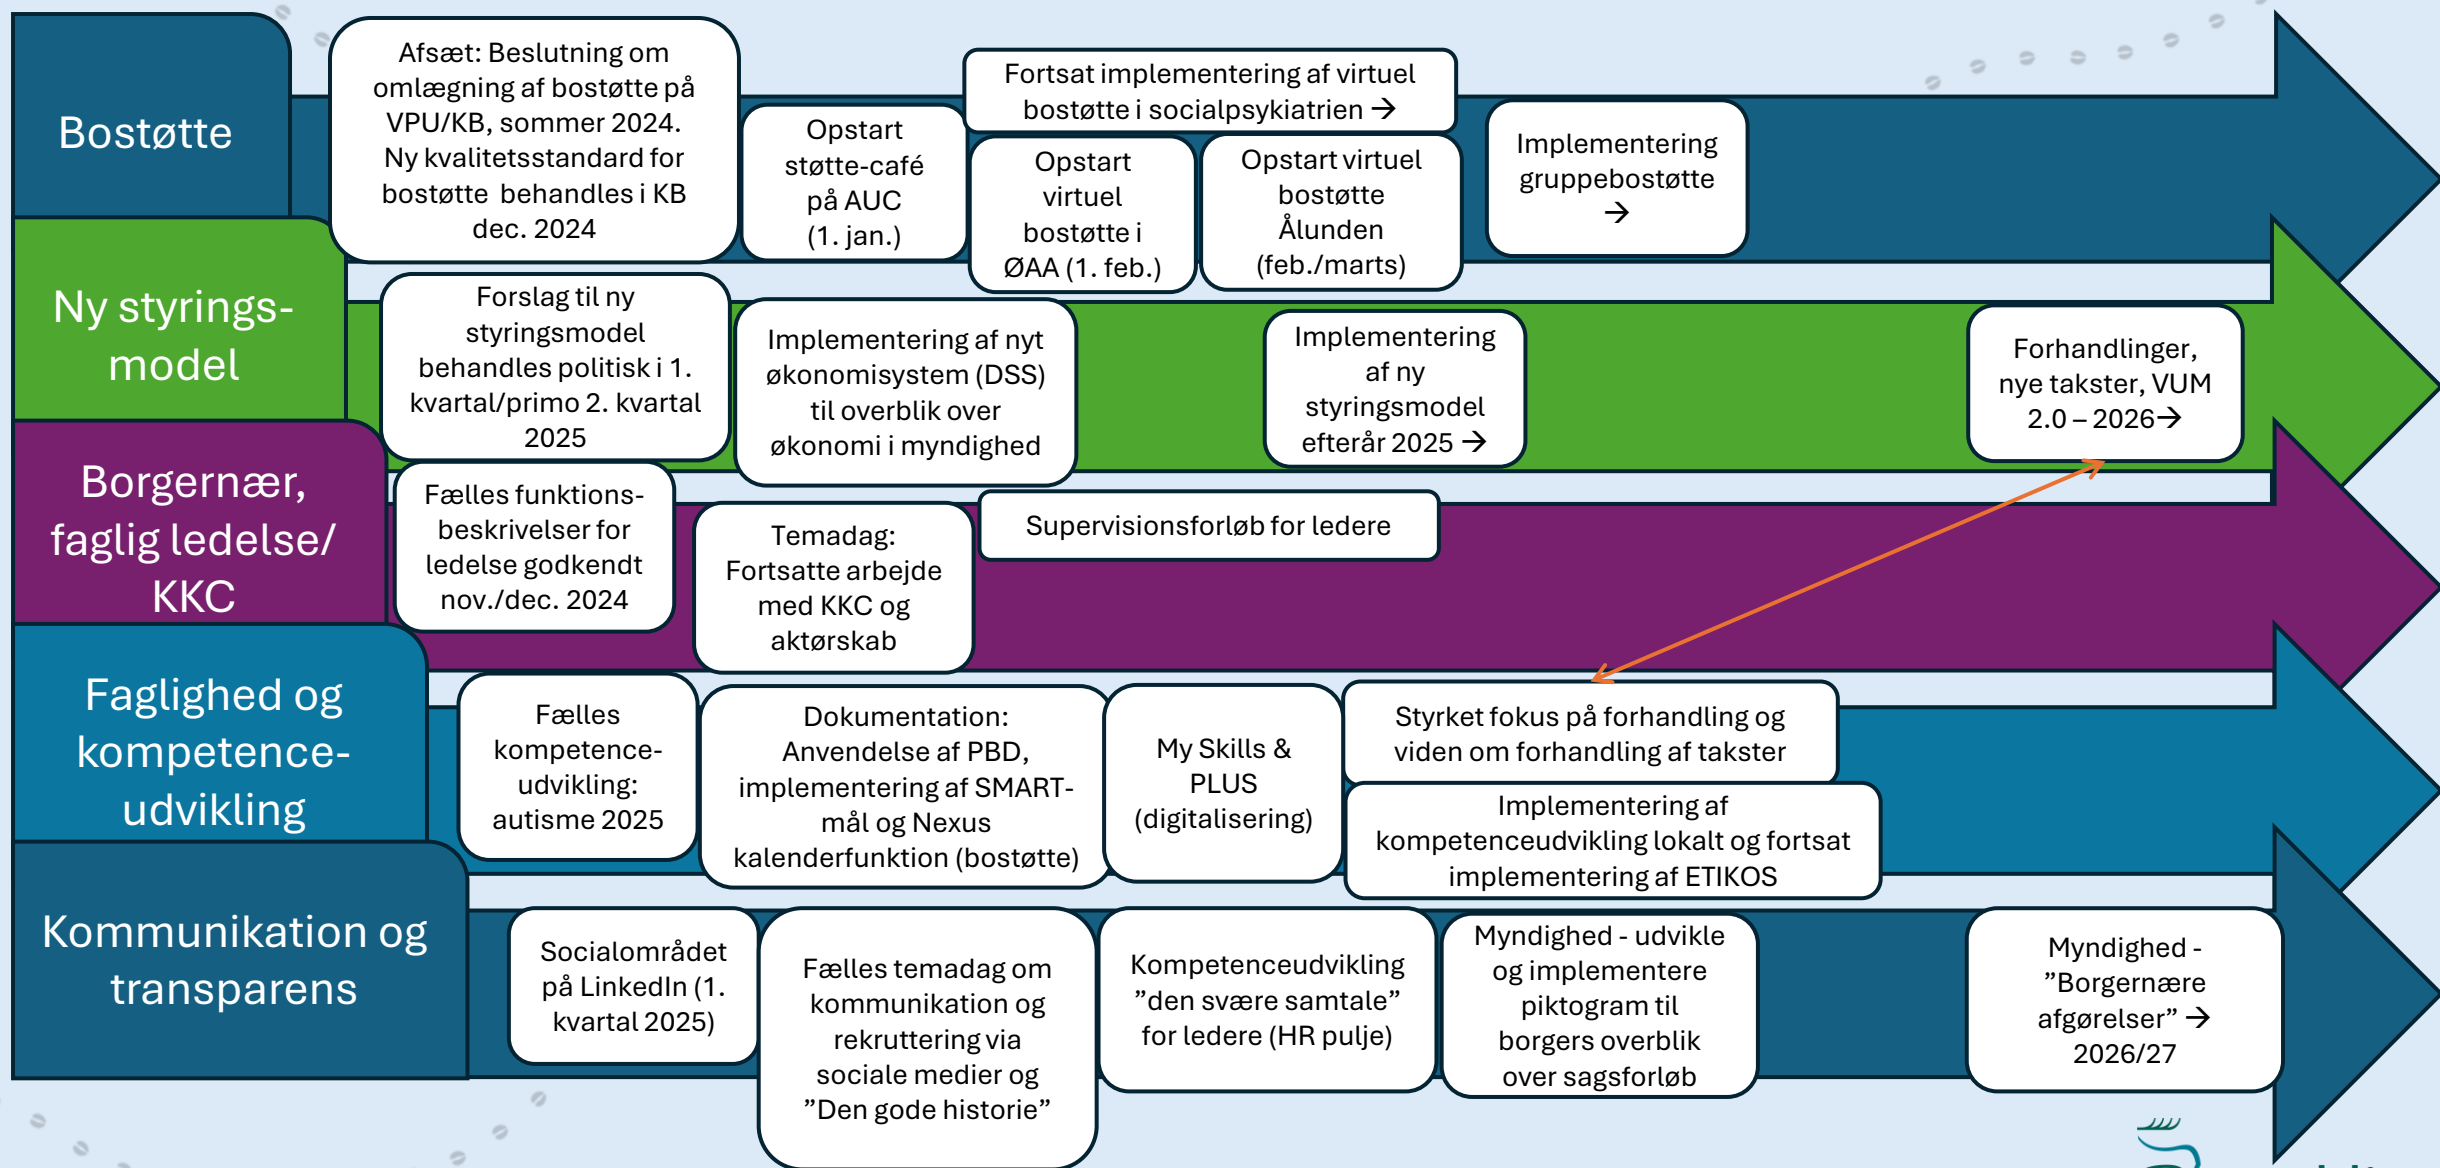 Bostøtte
Afsæt: Beslutning om
omlægning af bostøtte på
VPU/KB, sommer 2024.
Ny kvalitetsstandard for
bostøtte behandles i KB
dec. 2024
Opstart
støtte-café
på AUC
(1. jan.)
Fortsat implementering af virtuel
bostøtte i socialpsykiatrien →
Opstart
virtuel
bostøtte i
ØAA (1. feb.)
Opstart virtuel
bostøtte
Ålunden
(feb./marts)
Implementering
gruppebostøtte
→
Ny styrings-
model
Forslag til ny
styringsmodel
behandles politisk i 1.
kvartal/primo 2. kvartal
2025
Implementering af nyt
økonomisystem (DSS)
til overblik over
økonomi i myndighed
Implementering
af ny
styringsmodel
efterår 2025 →
Forhandlinger,
nye takster, VUM
2.0 – 2026→
Borgernær,
faglig ledelse/
KKC
Fælles funktions-
beskrivelser for
ledelse godkendt
nov./dec. 2024
Temadag:
Fortsatte arbejde
med KKC og
aktørskab
Supervisionsforløb for ledere
Faglighed og
kompetence-
udvikling
Fælles
kompetence-
udvikling:
autisme 2025
Dokumentation:
Anvendelse af PBD,
implementering af SMART-
mål og Nexus
kalenderfunktion (bostøtte)
My Skills &
PLUS
(digitalisering)
Styrket fokus på forhandling og
viden om forhandling af takster
Implementering af
kompetenceudvikling lokalt og fortsat
implementering af ETIKOS
Kommunikation og
transparens
Socialområdet
på LinkedIn (1.
kvartal 2025)
Fælles temadag om
kommunikation og
rekruttering via
sociale medier og
”Den gode historie”
Kompetenceudvikling
”den svære samtale”
for ledere (HR pulje)
Myndighed - udvikle
og implementere
piktogram til
borgers overblik
over sagsforløb
Myndighed -
”Borgernære
afgørelser” →
2026/27